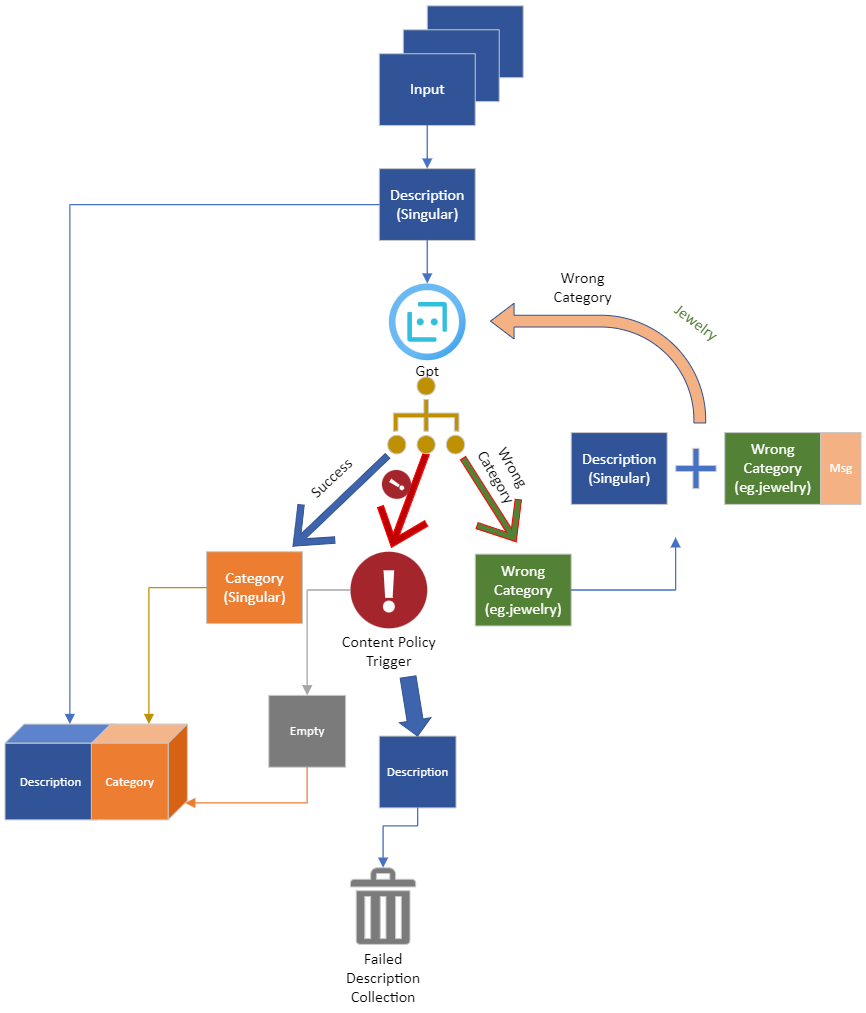 Input
Description
(Singular)
Wrong
Category
Jewelry
Gpt
Success
Wrong
Category
Description
(Singular)
Wrong
Category
(eg.jewelry)
Msg
Category
(Singular)
Wrong
Category
(eg.jewelry)
Content Policy
Trigger
Empty
Description
Category
Description
Failed
Description
Collection